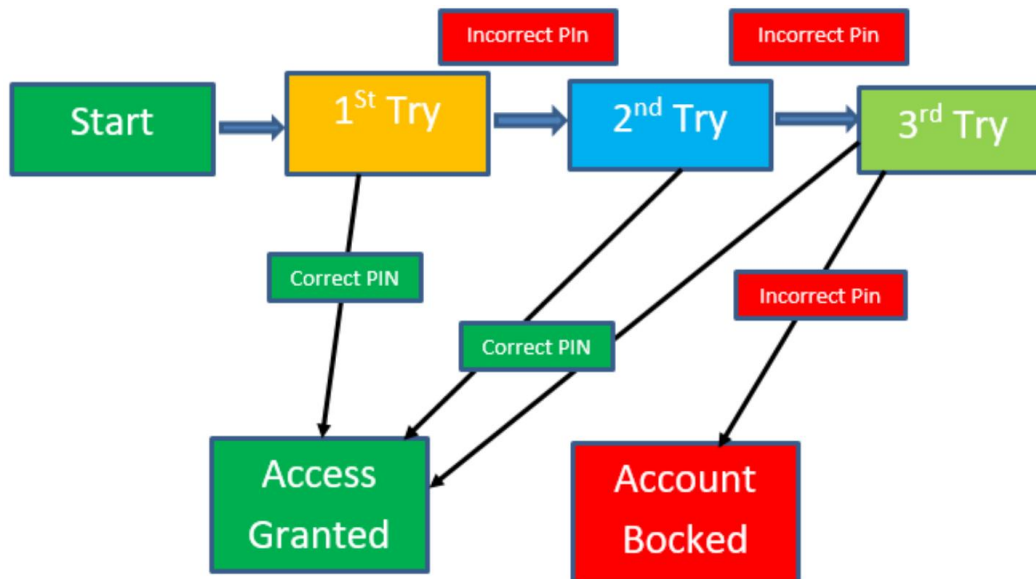 Incorrect PIn
Incorrect Pin
Start
1St Try
2nd Try
3rd Try
Correct PIN
Incorrect Pin
Correct PIN
Access
Granted
Account
Bocked